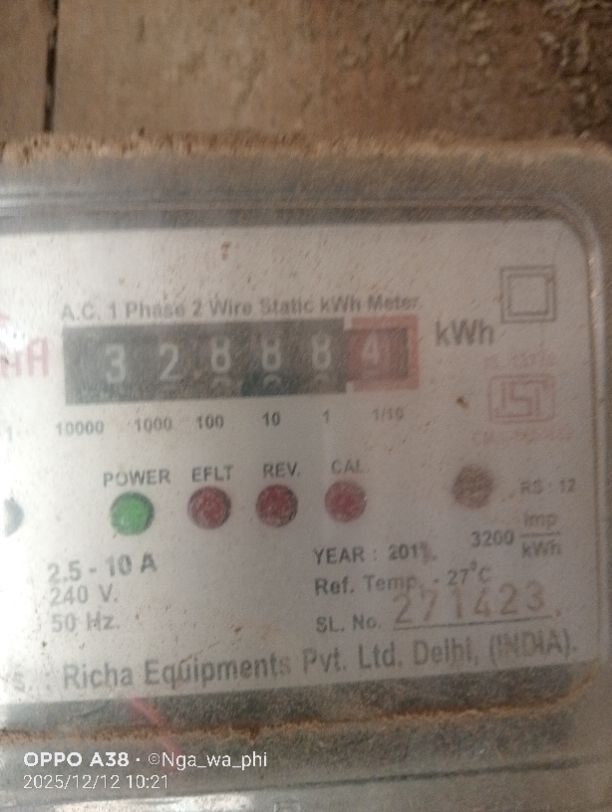 A.C. 1 Phase 2 Wire Static kWh Meter.
3 2 8 8 8 4 kWh
10000 1000 100 10 1 1/10
POWER EFLT REV. CAL.
RS : 12
3200 imp/kWh
2.5 - 10 A
240 V.
50 Hz.
YEAR :
Ref. Temp. - 27°C
SL. No. 271423
Richa Equipments Pvt. Ltd. Delhi, (INDIA).
OPPO A38 · ©Nga_wa_phi
2025/12/12 10:21